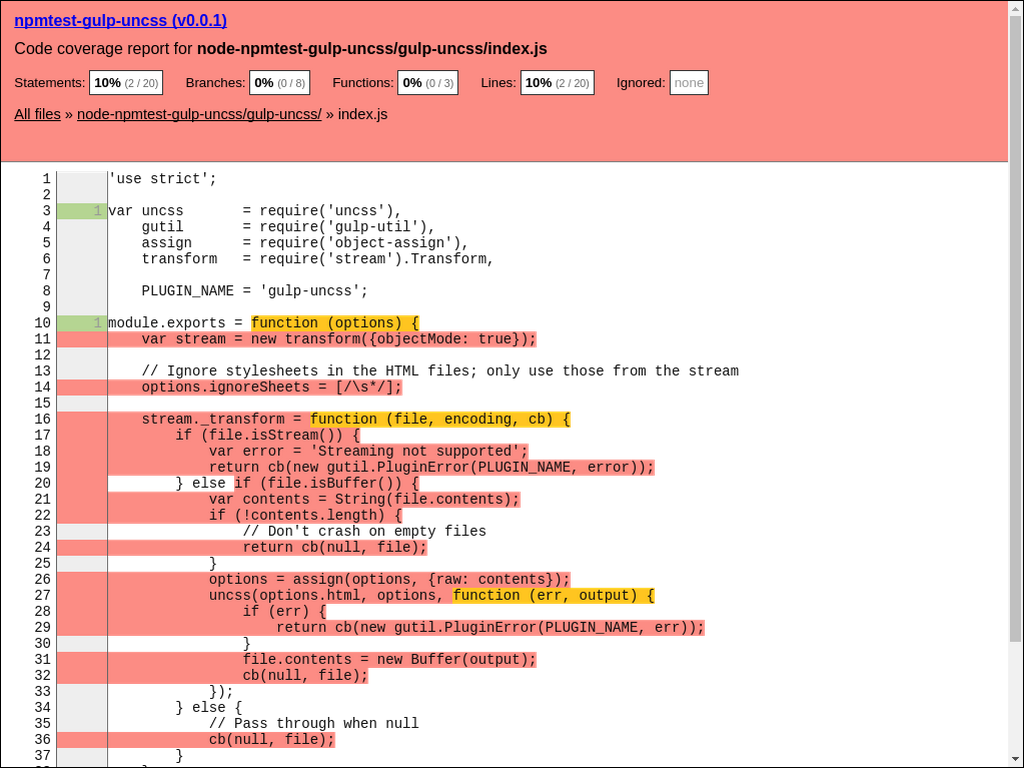 npmtest-gulp-uncss (v0.0.1)
Code coverage report for node-npmtest-gulp-uncss/gulp-uncss/index.js
Statements: 10% (2 / 20) Branches: 0% (0 / 8) Functions: 0% (0 / 3) Lines: 10% (2 / 20) Ignored: none
All files » node-npmtest-gulp-uncss/gulp-uncss/ » index.js
1 'use strict';
2
3 1 var uncss       = require('uncss'),
4     gutil       = require('gulp-util'),
5     assign      = require('object-assign'),
6     transform   = require('stream').Transform,
7
8     PLUGIN_NAME = 'gulp-uncss';
9
10 1 module.exports = function (options) {
11     var stream = new transform({objectMode: true});
12
13     // Ignore stylesheets in the HTML files; only use those from the stream
14     options.ignoreSheets = [/\s*/];
15
16     stream._transform = function (file, encoding, cb) {
17         if (file.isStream()) {
18             var error = 'Streaming not supported';
19             return cb(new gutil.PluginError(PLUGIN_NAME, error));
20         } else if (file.isBuffer()) {
21             var contents = String(file.contents);
22             if (!contents.length) {
23                 // Don't crash on empty files
24                 return cb(null, file);
25             }
26             options = assign(options, {raw: contents});
27             uncss(options.html, options, function (err, output) {
28                 if (err) {
29                     return cb(new gutil.PluginError(PLUGIN_NAME, err));
30                 }
31                 file.contents = new Buffer(output);
32                 cb(null, file);
33             });
34         } else {
35             // Pass through when null
36             cb(null, file);
37         }